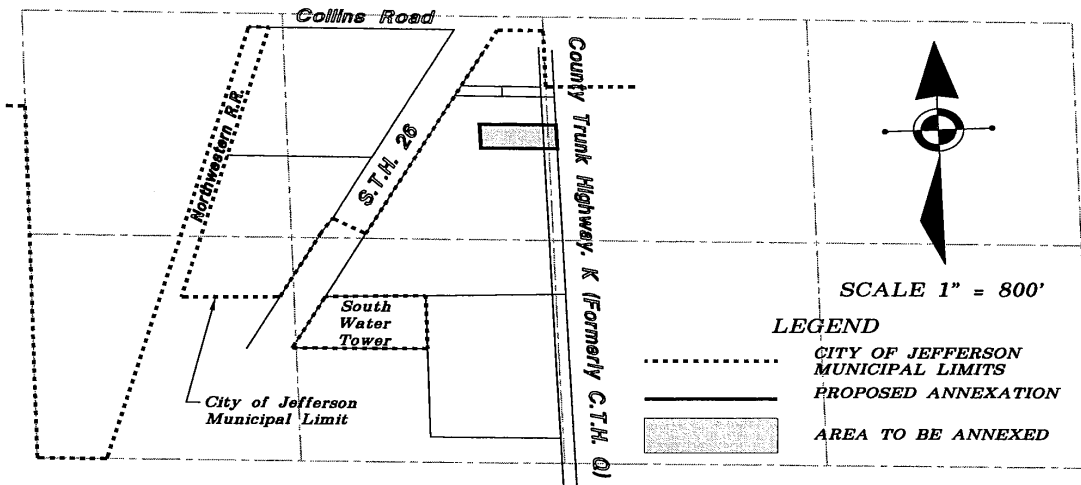 Collins Road
Northwestern R.R.
S.T.H. 26
County Trunk Highway. K (Formerly C.T.H. Q)
South
Water
Tower
City of Jefferson
Municipal Limit
SCALE 1" = 800'
LEGEND
CITY OF JEFFERSON
MUNICIPAL LIMITS
PROPOSED ANNEXATION
AREA TO BE ANNEXED